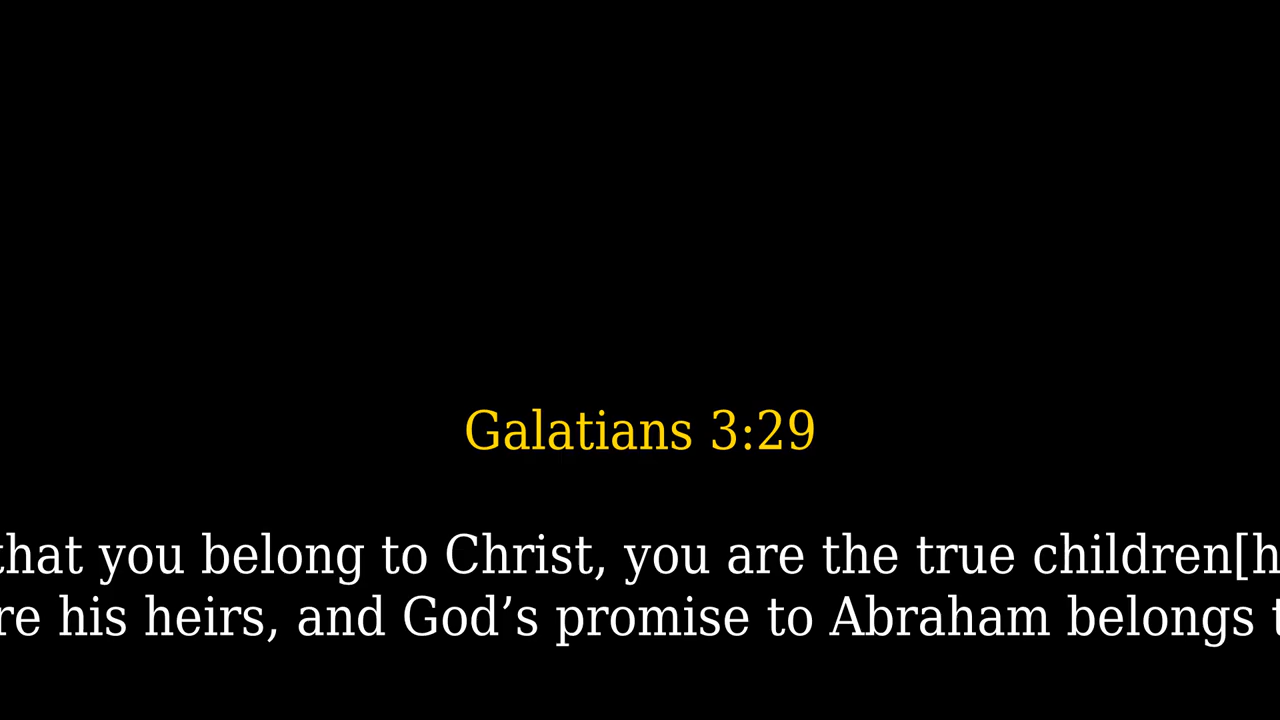 Galatians 3:29
that you belong to Christ, you are the true children[h
re his heirs, and God’s promise to Abraham belongs t